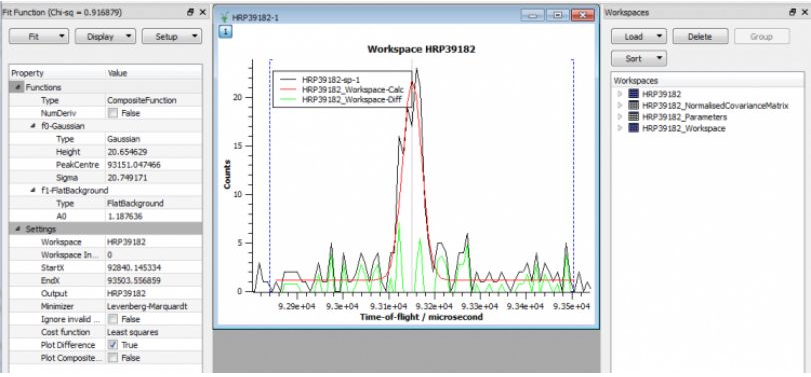 Fit Function (Chi-sq = 0.916879)
Fit
Display
Setup
Property Value
Functions
Type CompositeFunction
NumDeriv False
f0-Gaussian
Type Gaussian
Height 20.654629
PeakCentre 93151.047466
Sigma 20.749171
f1-FlatBackground
Type FlatBackground
A0 1.187636
Settings
Workspace HRP39182
Workspace In... 0
StartX 92840.145334
EndX 93503.556859
Output HRP39182
Minimizer Levenberg-Marquardt
Ignore invalid ... False
Cost function Least squares
Plot Difference True
Plot Composite... False
HRP39182-1
1
Workspace HRP39182
HRP39182-sp-1
HRP39182_Workspace-Calc
HRP39182_Workspace-Diff
Counts
20
15
10
5
0
9.29e+04 9.3e+04 9.31e+04 9.32e+04 9.33e+04 9.34e+04 9.35e+04
Time-of-flight / microsecond
Workspaces
Load
Delete
Group
Sort
Workspaces
HRP39182
HRP39182_NormalisedCovarianceMatrix
HRP39182_Parameters
HRP39182_Workspace